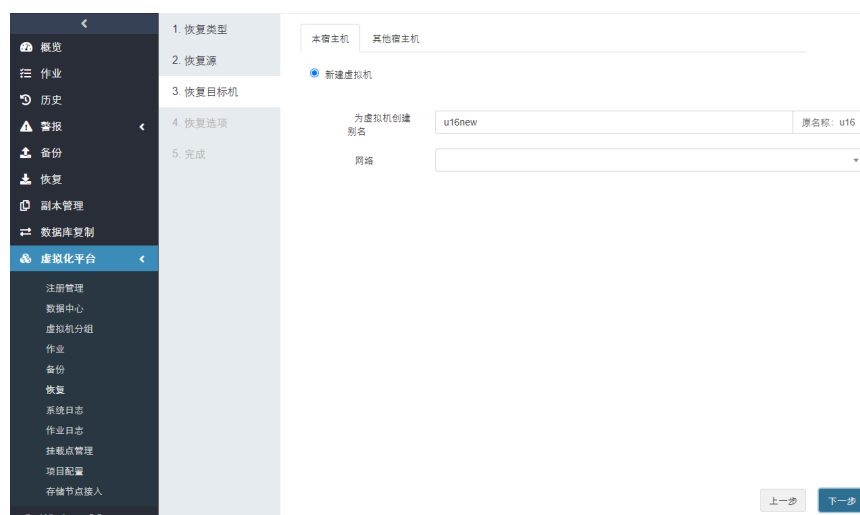 概览
作业
历史
警报
备份
恢复
副本管理
数据库复制
虚拟化平台
注册管理
数据中心
虚拟机分组
作业
备份
恢复
系统日志
作业日志
挂载点管理
项目配置
存储节点接入
1. 恢复类型
2. 恢复源
3. 恢复目标机
4. 恢复选项
5. 完成
本宿主机 其他宿主机
新建虚拟机
为虚拟机创建
别名
u16new 原名称：u16
网络
上一步 下一步